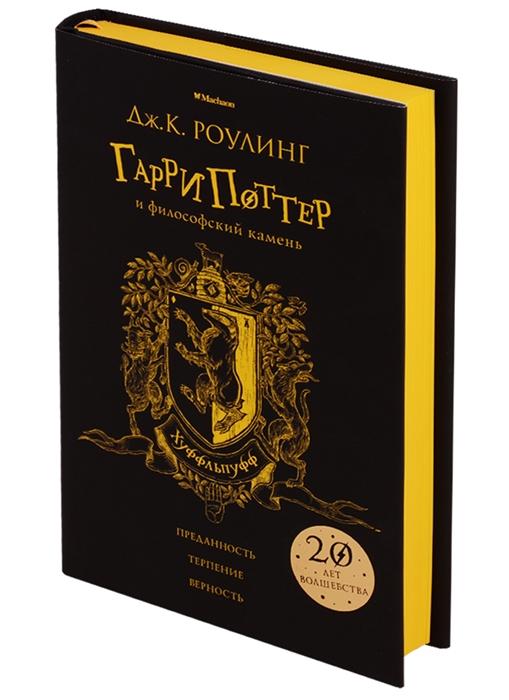 Machaon
Дж.К. РОУЛИНГ
ГАРРИ ПОТТЕР
и философский камень
Хуффльпуфф
ПРЕДАННОСТЬ
ТЕРПЕНИЕ
ВЕРНОСТЬ
20
ЛЕТ
ВОЛШЕБСТВА